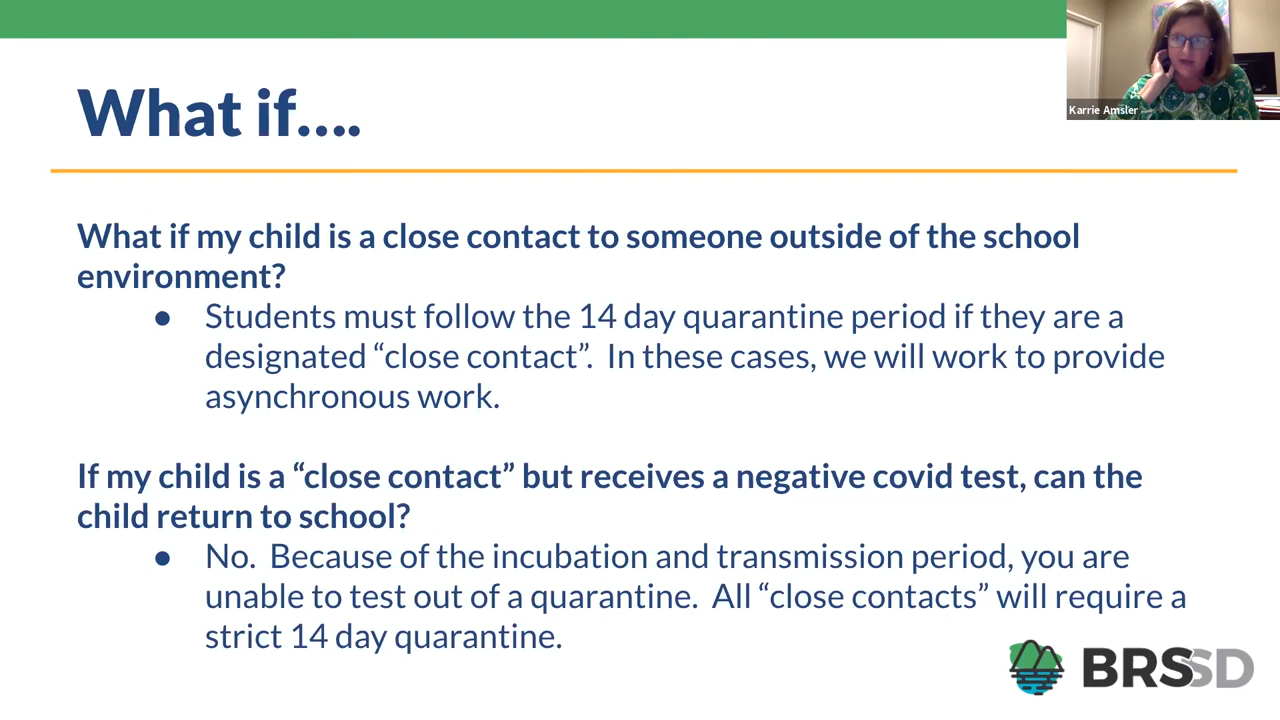 What if....
Karrie Amsler
What if my child is a close contact to someone outside of the school
environment?
● Students must follow the 14 day quarantine period if they are a
designated “close contact”.  In these cases, we will work to provide
asynchronous work.
If my child is a “close contact” but receives a negative covid test, can the
child return to school?
● No.  Because of the incubation and transmission period, you are
unable to test out of a quarantine.  All “close contacts” will require a
strict 14 day quarantine.
BRSSD